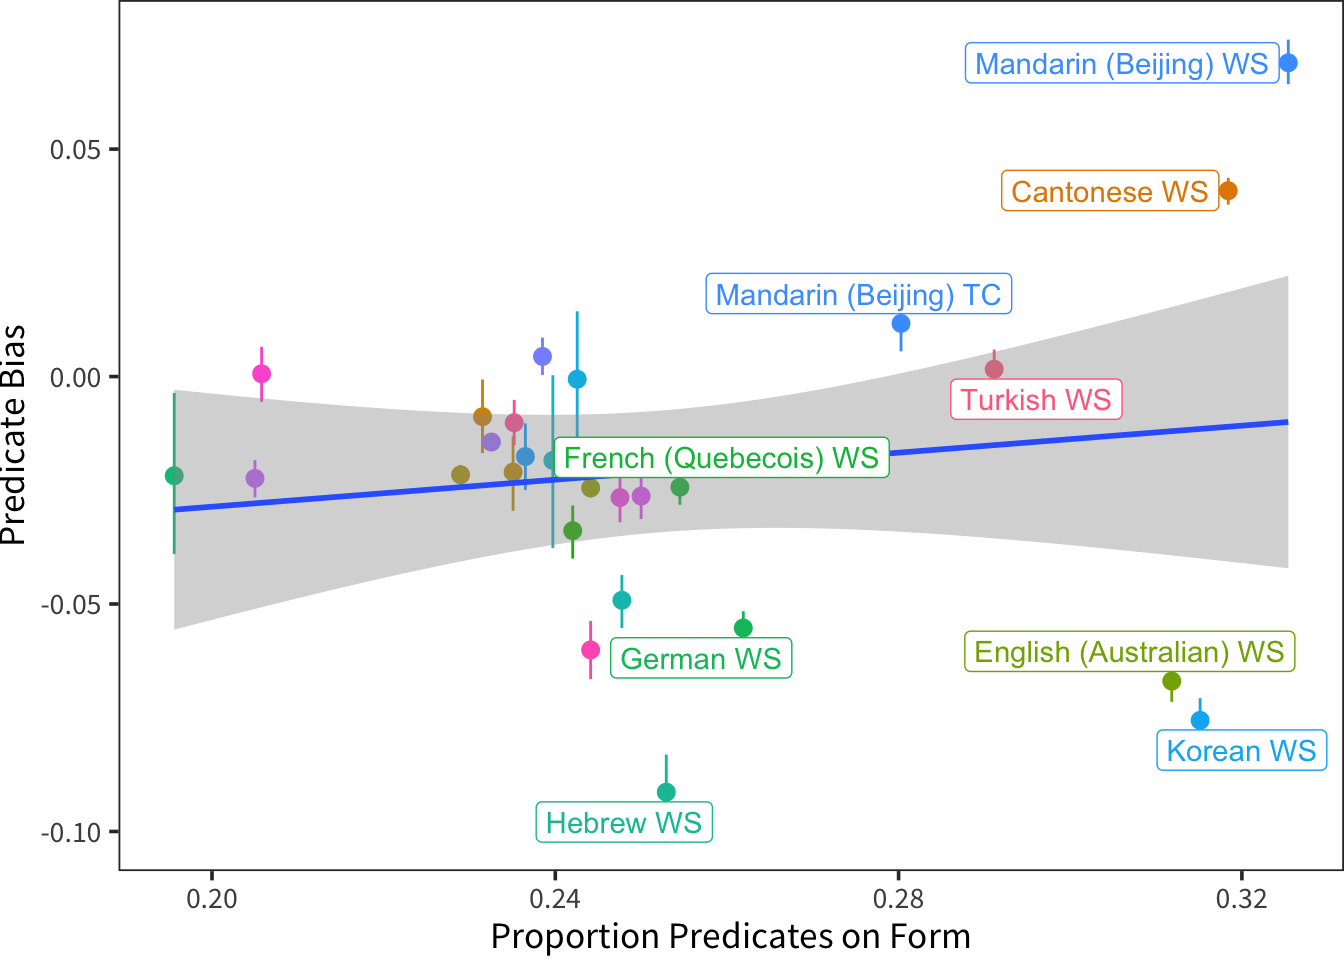 Mandarin (Beijing) WS
0.05
Cantonese WS
Mandarin (Beijing) TC
0.00
Turkish WS
French (Quebecois) WS
Predicate Bias
-0.05
German WS
English (Australian) WS
Korean WS
Hebrew WS
-0.10
0.20
0.24
0.28
0.32
Proportion Predicates on Form